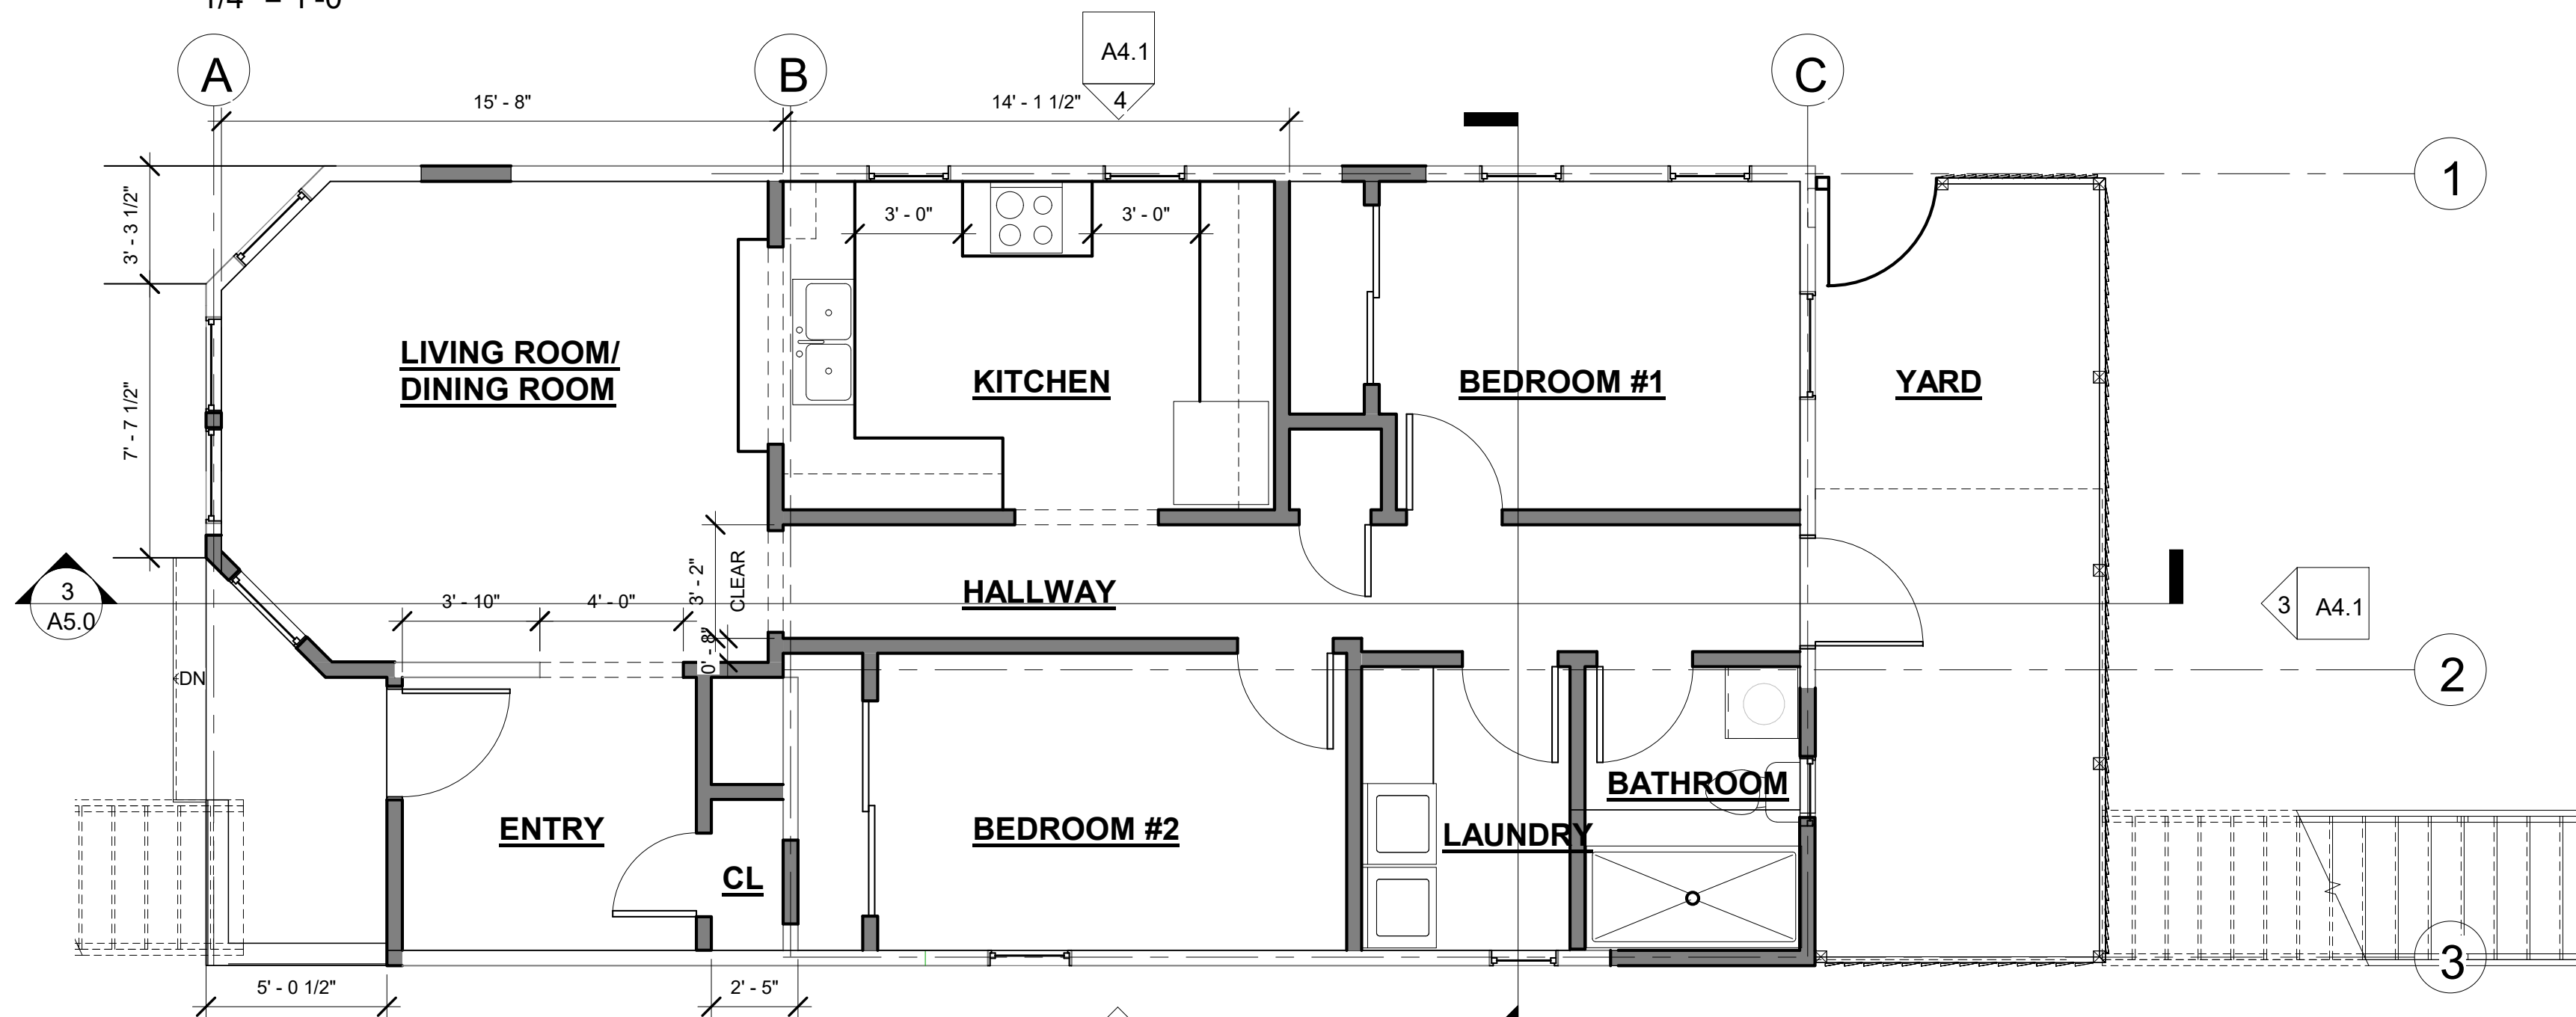 1/4" = 1'-0"
A
B
A4.1
4
C
15' - 8"
14' - 1 1/2"
1
3' - 3 1/2"
3' - 0"
3' - 0"
LIVING ROOM/
DINING ROOM
KITCHEN
BEDROOM #1
YARD
7' - 7 1/2"
3' - 2"
CLEAR
3
A5.0
3' - 10"
4' - 0"
HALLWAY
3
A4.1
0' - 8"
DN
2
BATHROOM
ENTRY
BEDROOM #2
LAUNDRY
CL
3
5' - 0 1/2"
2' - 5"